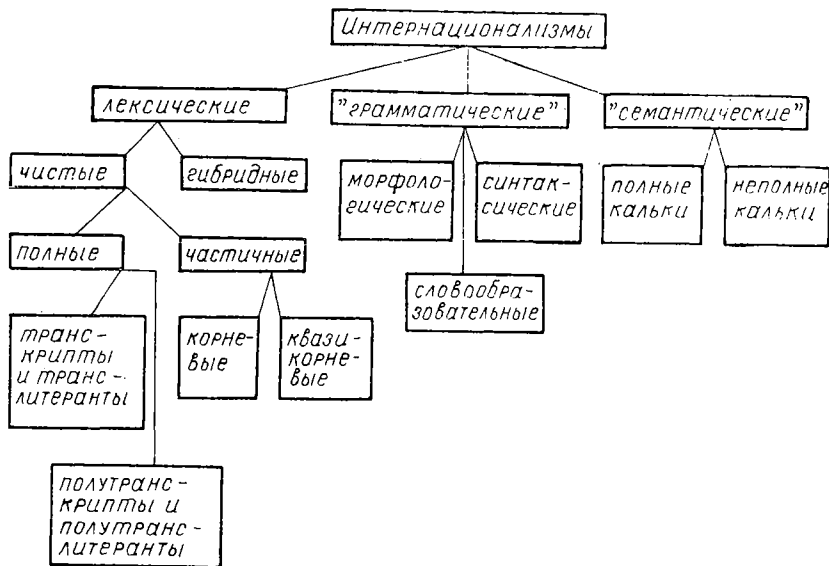 Интернационализмы
лексические
"грамматические"
"семантические"
чистые
гибридные
морфоло-
гические
синтак-
сические
полные
кальки
неполные
кальки
полные
частичные
словообра-
зовательные
транс-
крипты
и транс-
литеранты
корне-
вые
квази-
корне-
вые
полутранс-
крипты и
полутранс-
литеранты